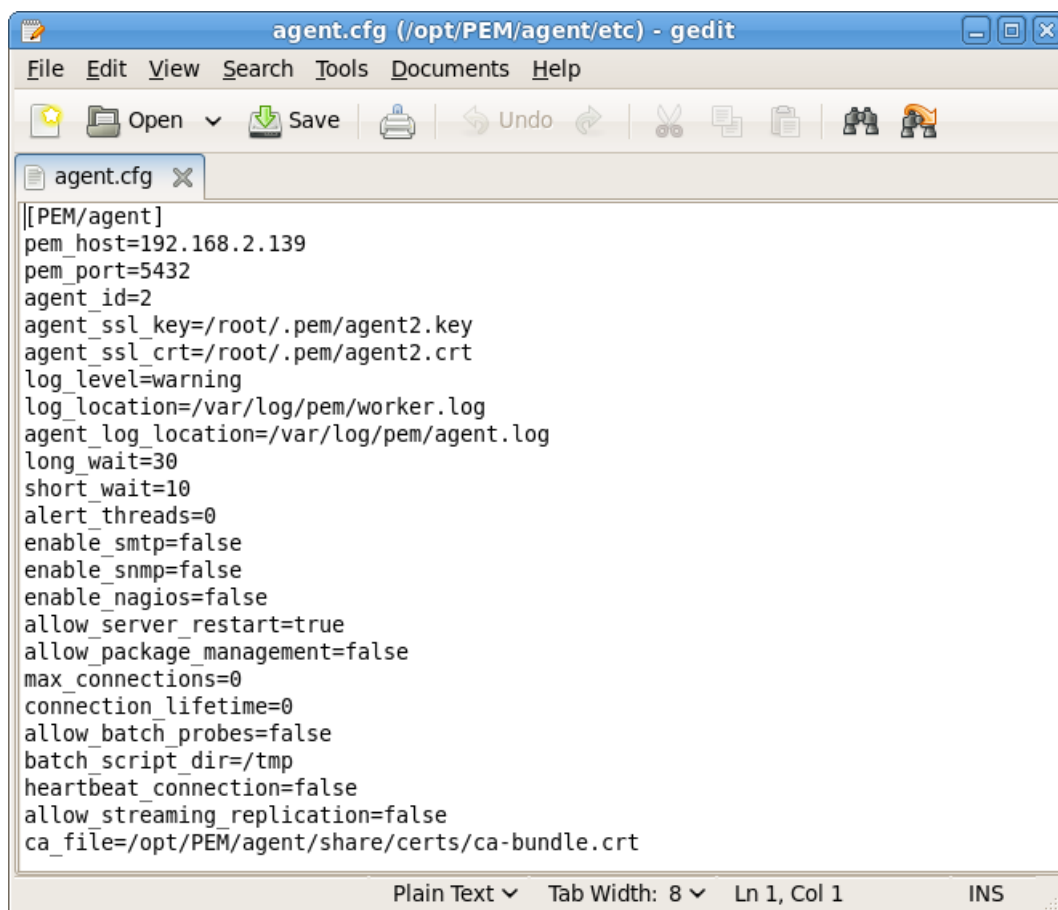 agent.cfg (/opt/PEM/agent/etc) - gedit
File Edit View Search Tools Documents Help
Open Save Undo
agent.cfg
[PEM/agent]
pem_host=192.168.2.139
pem_port=5432
agent_id=2
agent_ssl_key=/root/.pem/agent2.key
agent_ssl_crt=/root/.pem/agent2.crt
log_level=warning
log_location=/var/log/pem/worker.log
agent_log_location=/var/log/pem/agent.log
long_wait=30
short_wait=10
alert_threads=0
enable_smtp=false
enable_snmp=false
enable_nagios=false
allow_server_restart=true
allow_package_management=false
max_connections=0
connection_lifetime=0
allow_batch_probes=false
batch_script_dir=/tmp
heartbeat_connection=false
allow_streaming_replication=false
ca_file=/opt/PEM/agent/share/certs/ca-bundle.crt
Plain Text Tab Width: 8 Ln 1, Col 1 INS